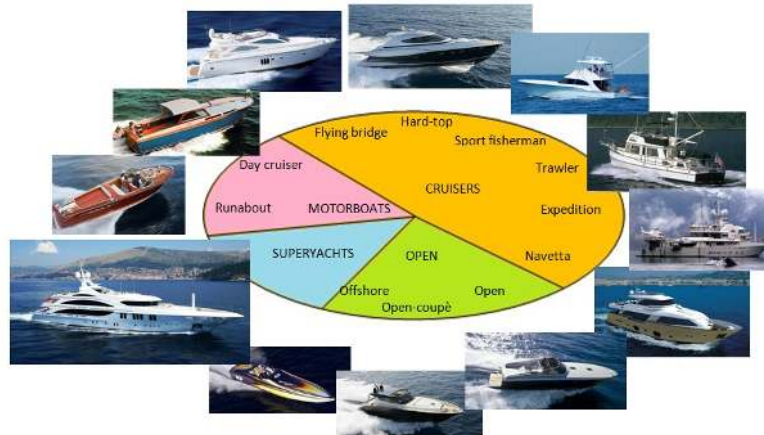 Hard-top
Flying bridge
Sport fisherman
Day cruiser
Trawler
CRUISERS
Runabout
MOTORBOATS
Expedition
SUPERYACHTS
OPEN
Navetta
Offshore
Open
Open-coupè